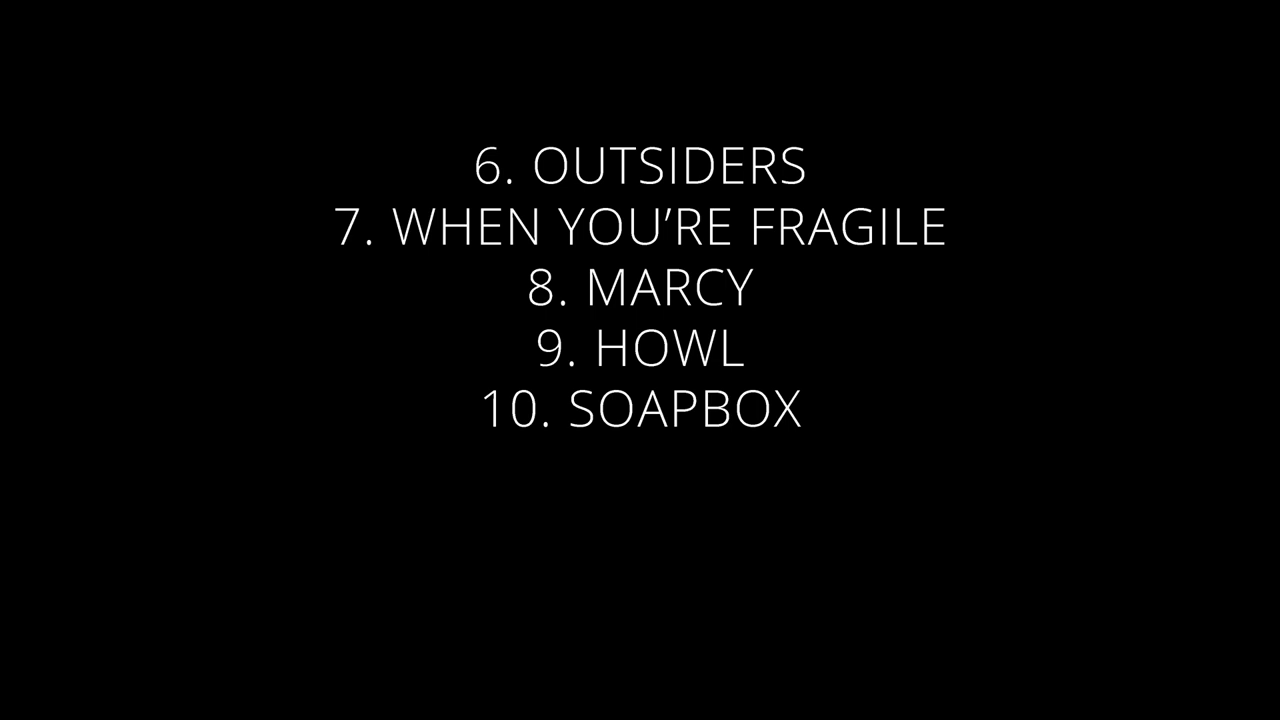 6. OUTSIDERS
7. WHEN YOU’RE FRAGILE
8. MARCY
9. HOWL
10. SOAPBOX